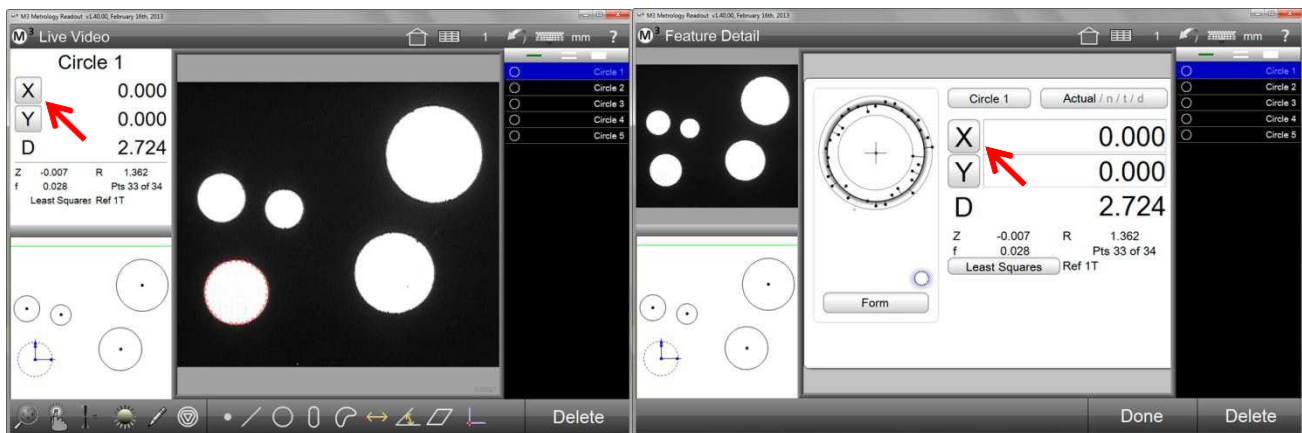 M3 Metrology Readout v1.40.00, February 16th, 2013
M3 Live Video 1 mm ?
Circle 1
X 0.000
Y 0.000
D 2.724
Z -0.007 R 1.362
f 0.028 Pts 33 of 34
Least Squares Ref 1T
Circle 1
Circle 2
Circle 3
Circle 4
Circle 5
Delete
M3 Metrology Readout v1.40.00, February 16th, 2013
M3 Feature Detail 1 mm ?
Circle 1 Actual / n / t / d
X 0.000
Y 0.000
D 2.724
Z -0.007 R 1.362
f 0.028 Pts 33 of 34
Least Squares Ref 1T
Form
Circle 1
Circle 2
Circle 3
Circle 4
Circle 5
Done Delete